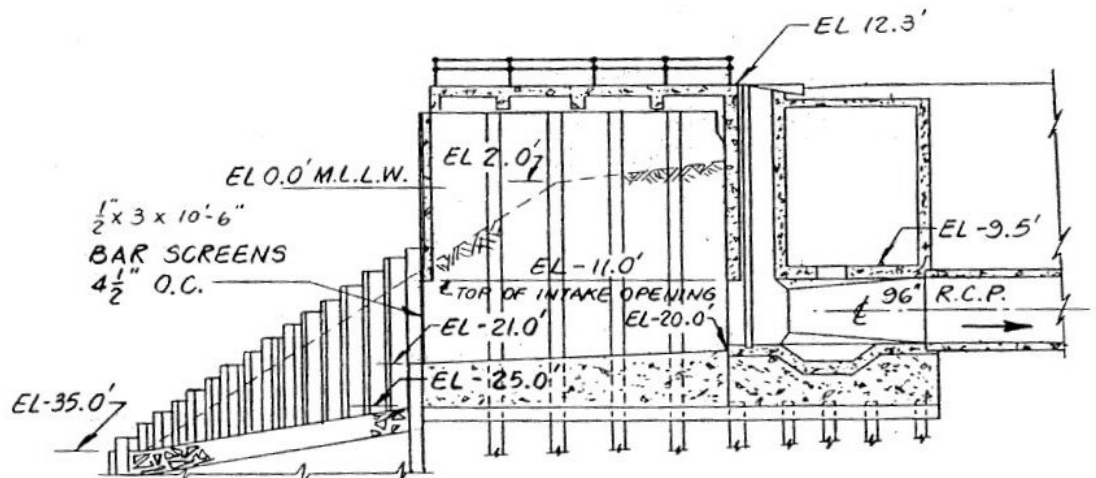 EL 12.3'
EL 2.0'
EL 0.0' M.L.L.W.
1/2" x 3 x 10'-6"
BAR SCREENS
4 1/2" O.C.
EL -9.5'
EL -11.0'
℄ TOP OF INTAKE OPENING
℄ 96" R.C.P.
EL -20.0'
EL -21.0'
EL -25.0'
EL -35.0'